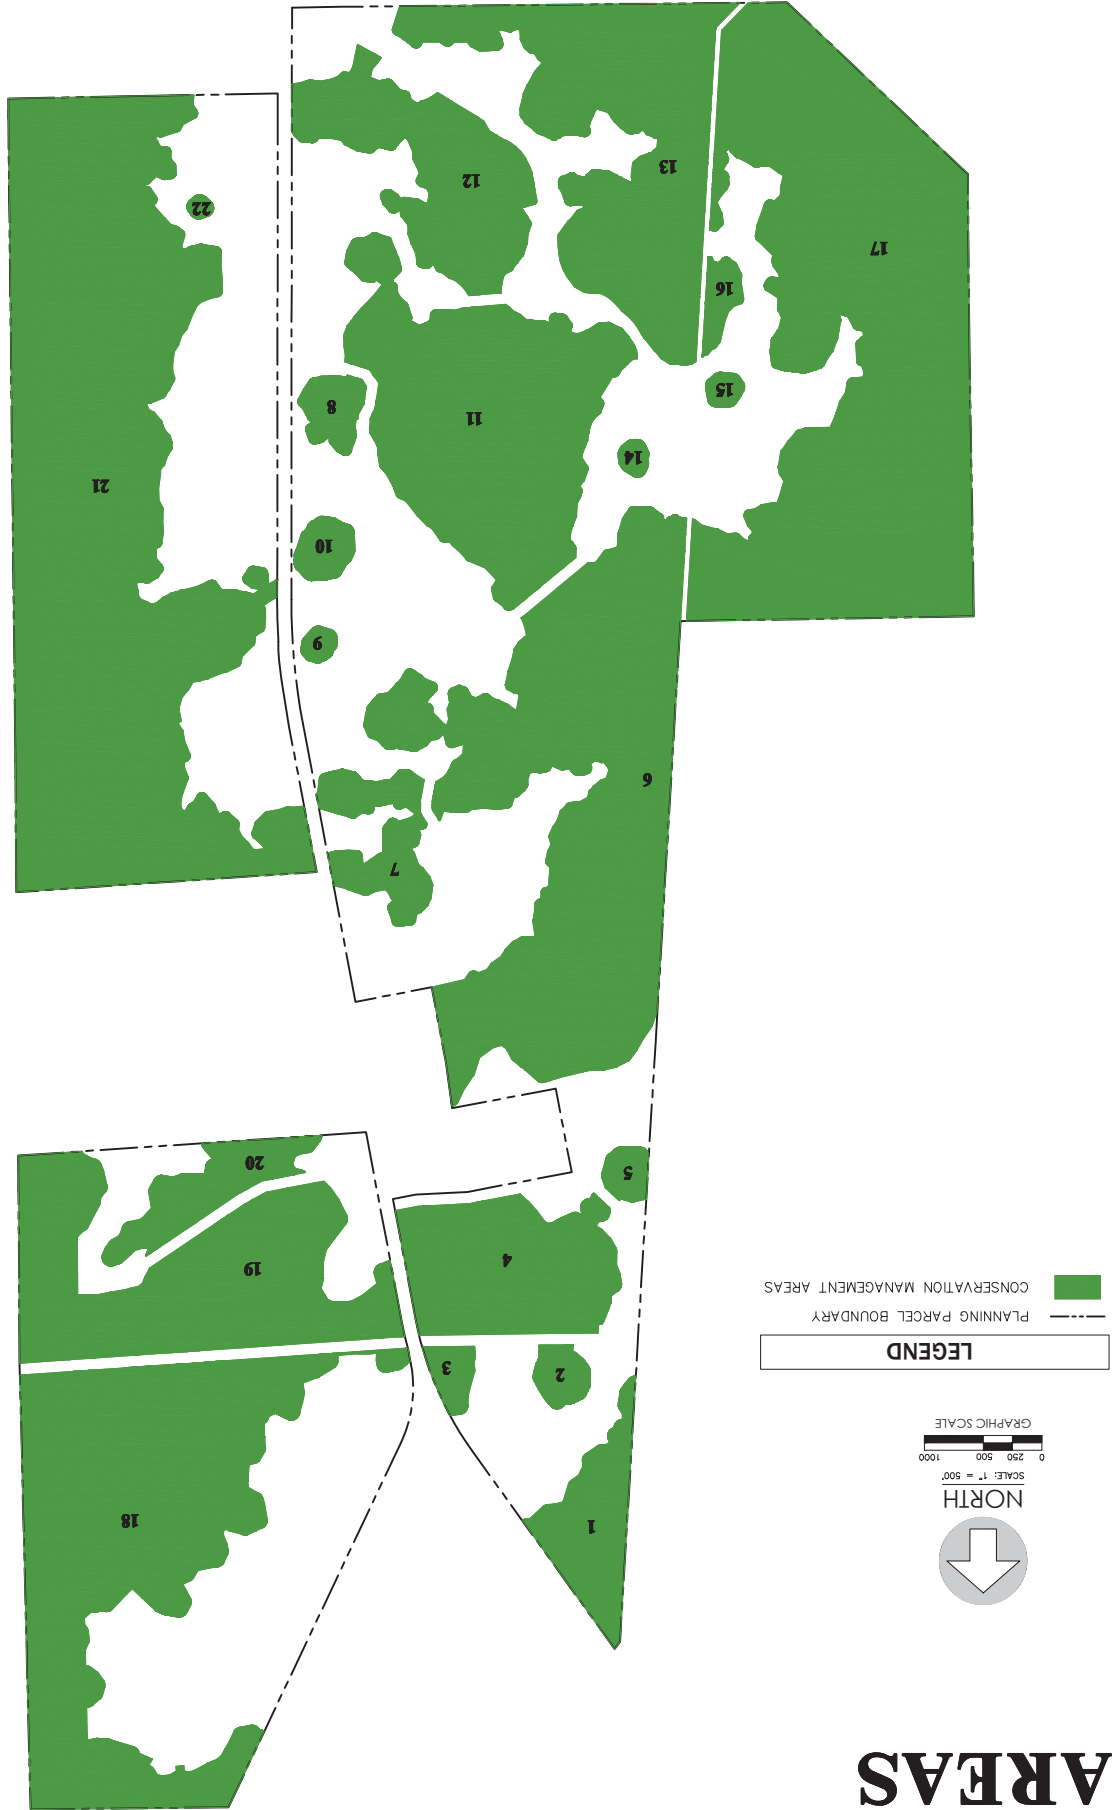 AREAS
NORTH
SCALE: 1" = 500'
0 250 500 1000
GRAPHIC SCALE
LEGEND
PLANNING PARCEL BOUNDARY
CONSERVATION MANAGEMENT AREAS
1
18
2
3
19
4
5
20
7
6
9
10
21
14
11
8
15
16
17
22
12
13